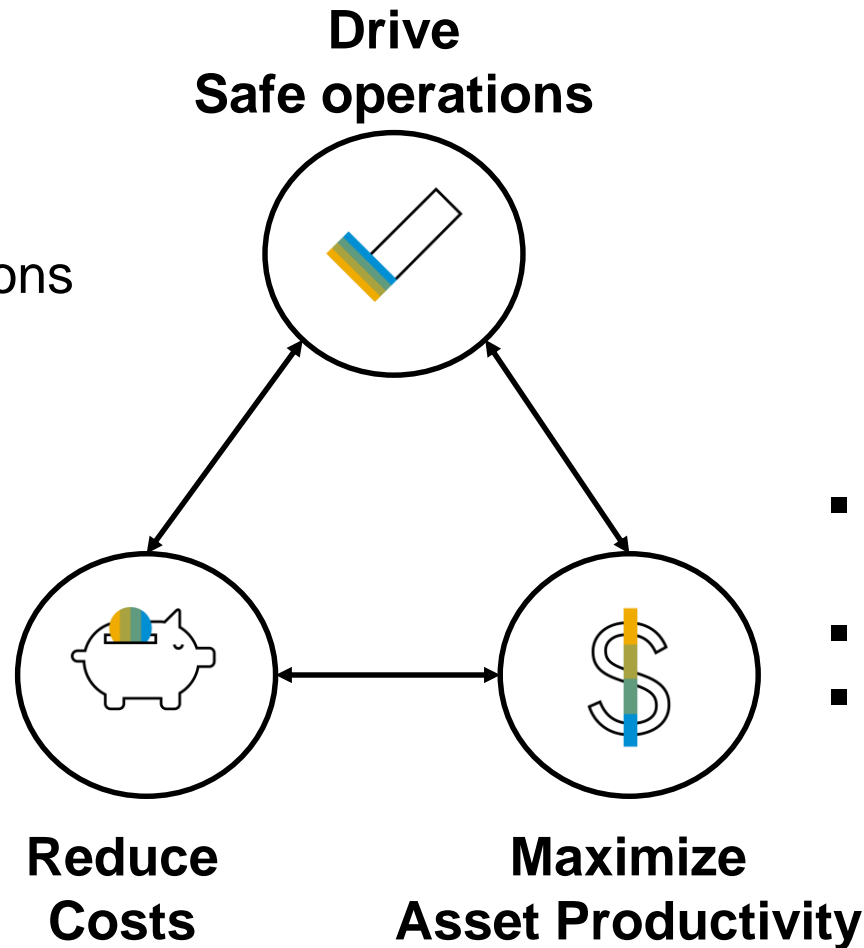 Drive
Safe operations
ons
Reduce
Costs
Maximize
Asset Productivity